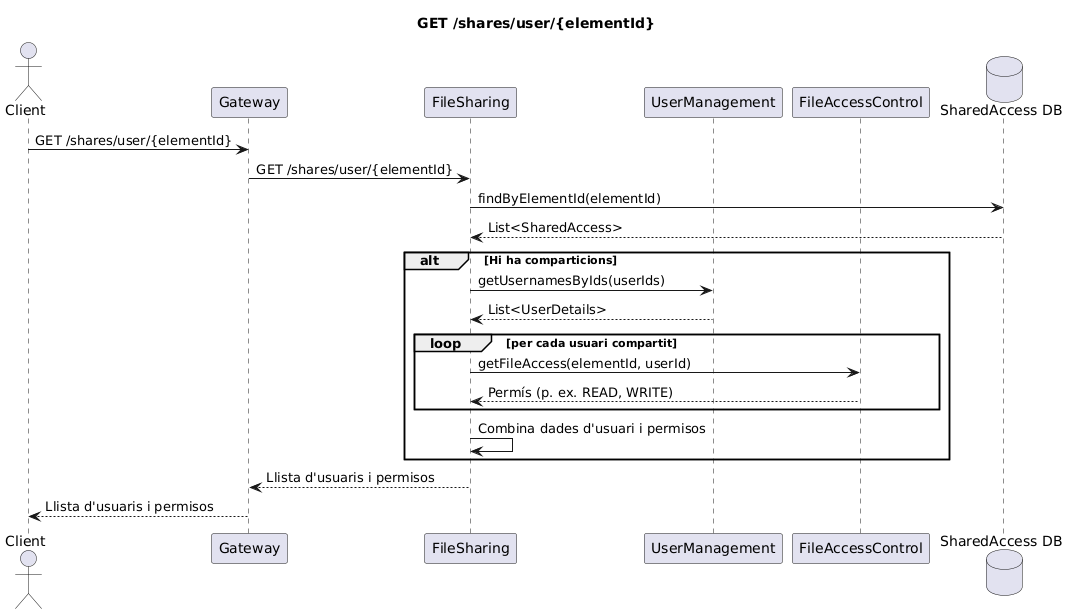 GET /shares/user/{elementId}
Client
Gateway
FileSharing
UserManagement
FileAccessControl
SharedAccess DB
GET /shares/user/{elementId}
GET /shares/user/{elementId}
findByElementId(elementId)
List<SharedAccess>
alt
[Hi ha comparticions]
getUsernamesByIds(userIds)
List<UserDetails>
loop
[per cada usuari compartit]
getFileAccess(elementId, userId)
Permís (p. ex. READ, WRITE)
Combina dades d'usuari i permisos
Llista d'usuaris i permisos
Llista d'usuaris i permisos
Client
Gateway
FileSharing
UserManagement
FileAccessControl
SharedAccess DB